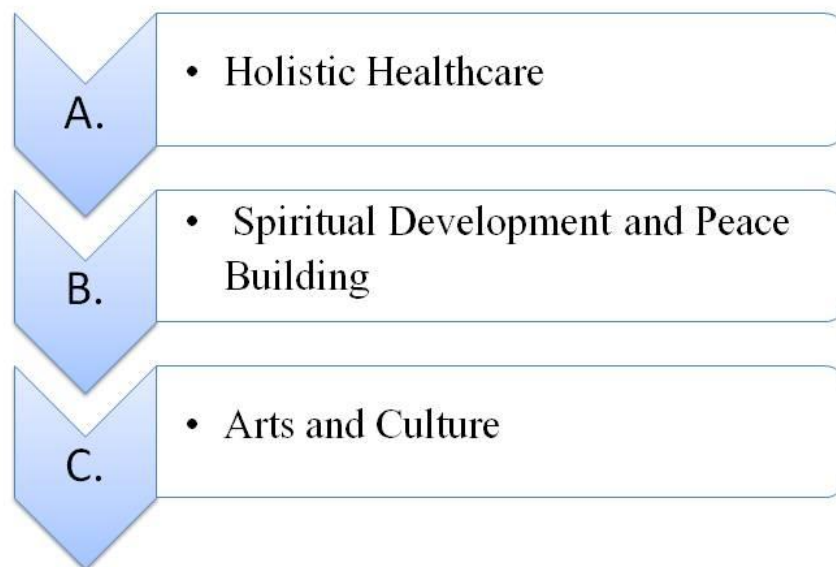 A.
• Holistic Healthcare
B.
• Spiritual Development and Peace
Building
C.
• Arts and Culture